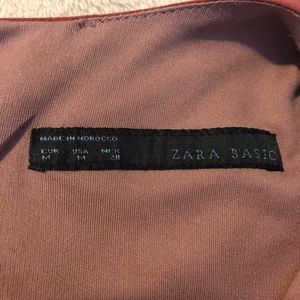 MADE IN MOROCCO
EUR USA MEX
M M 28
ZARA BASIC